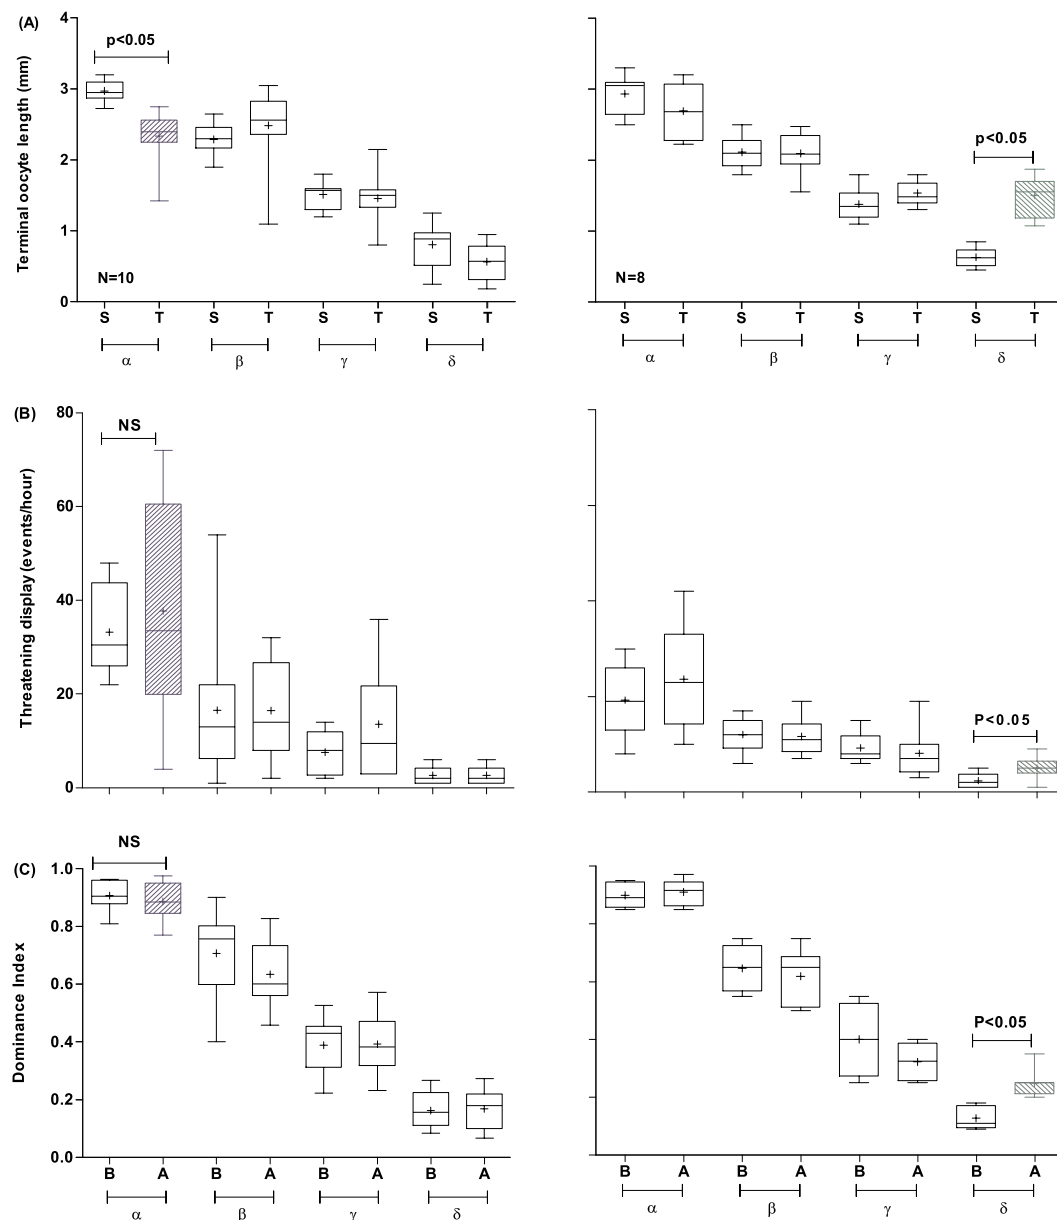 (A)
Terminal oocyte length (mm)
4
3
2
1
0
p<0.05
N=10
S T S T S T S T
α β γ δ
p<0.05
N=8
S T S T S T S T
α β γ δ
(B)
Threatening display (events/hour)
80
60
40
20
0
NS
P<0.05
(C)
Dominance Index
1.0
0.8
0.6
0.4
0.2
0.0
NS
B A B A B A B A
α β γ δ
P<0.05
B A B A B A B A
α β γ δ